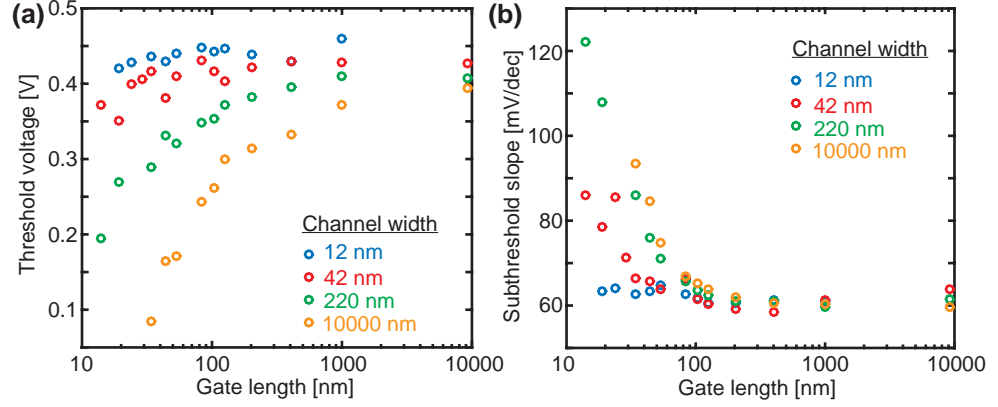 (a)
Threshold voltage [V]
0.5
0.4
0.3
0.2
0.1
Channel width
12 nm
42 nm
220 nm
10000 nm
10
100
1000
10000
Gate length [nm]
(b)
Subthreshold slope [mV/dec]
120
100
80
60
Channel width
12 nm
42 nm
220 nm
10000 nm
10
100
1000
10000
Gate length [nm]